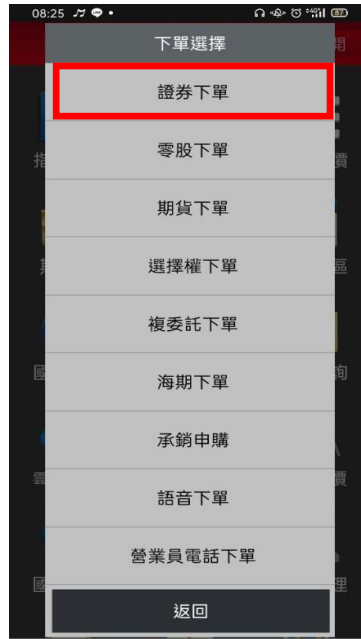 08:25
87
下單選擇
證券下單
零股下單
期貨下單
選擇權下單
複委託下單
海期下單
承銷申購
語音下單
營業員電話下單
返回